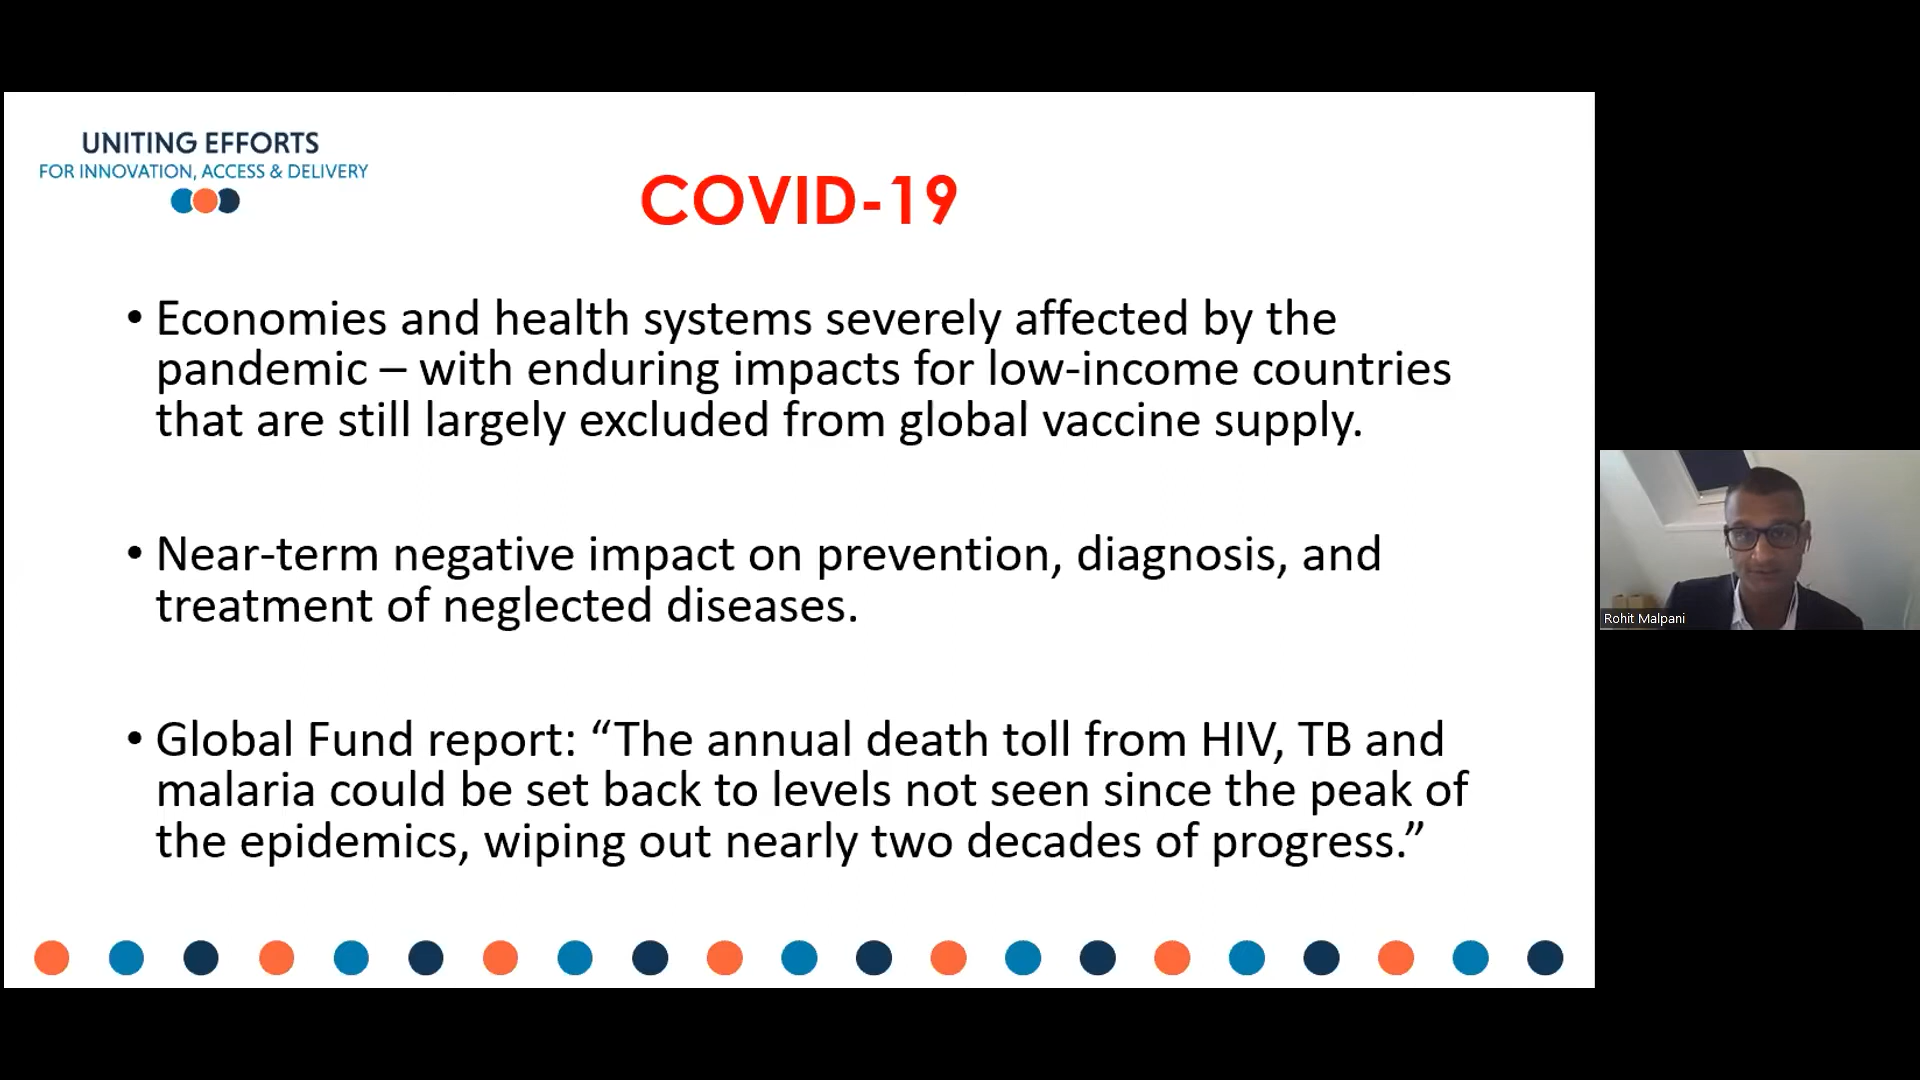 UNITING EFFORTS
FOR INNOVATION, ACCESS & DELIVERY
COVID-19
• Economies and health systems severely affected by the
pandemic – with enduring impacts for low-income countries
that are still largely excluded from global vaccine supply.
• Near-term negative impact on prevention, diagnosis, and
treatment of neglected diseases.
• Global Fund report: “The annual death toll from HIV, TB and
malaria could be set back to levels not seen since the peak of
the epidemics, wiping out nearly two decades of progress.”
Rohit Malpani